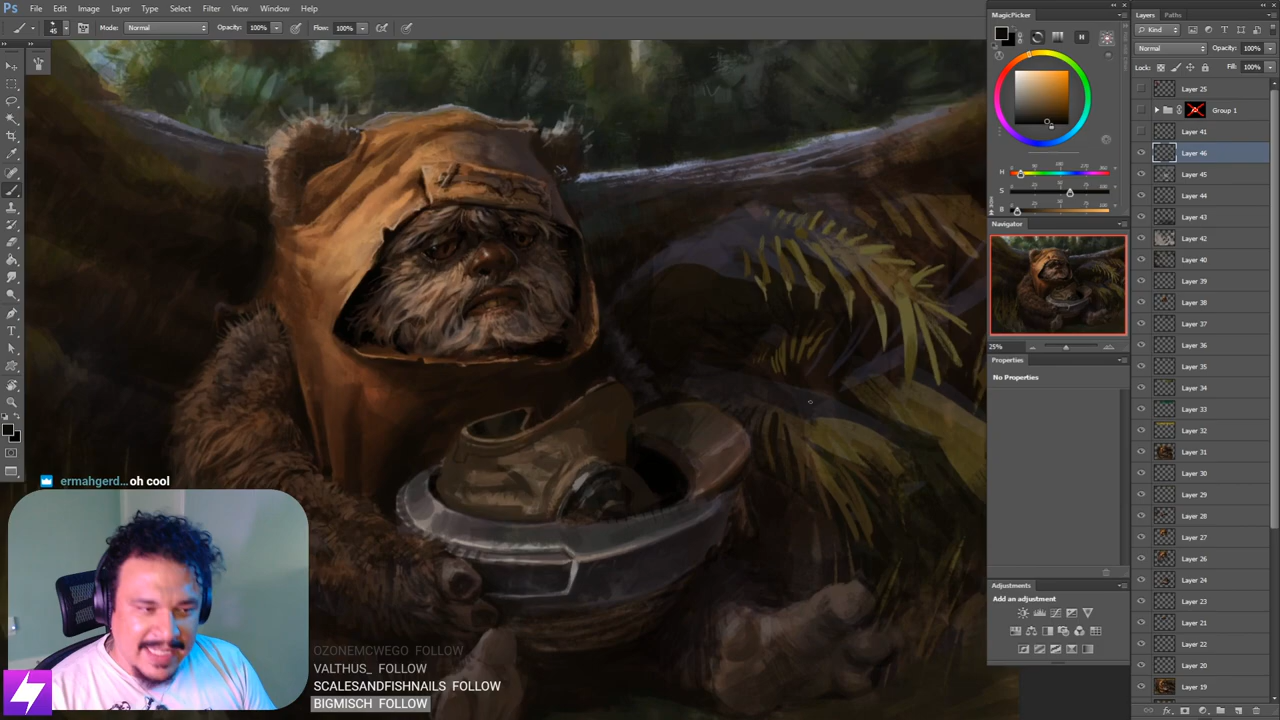 Ps File Edit Image Layer Type Select Filter View Window Help
45 Mode: Normal Opacity: 100% Flow: 100%
MagicPicker
H
H
S
B
Navigator
25%
Properties
No Properties
Adjustments
Add an adjustment
Layers Paths
Kind
Normal Opacity: 100%
Lock: Fill: 100%
Layer 25
Group 1
Layer 41
Layer 46
Layer 45
Layer 44
Layer 43
Layer 42
Layer 40
Layer 39
Layer 38
Layer 37
Layer 36
Layer 35
Layer 34
Layer 33
Layer 32
Layer 31
Layer 30
Layer 29
Layer 28
Layer 27
Layer 26
Layer 24
Layer 23
Layer 21
Layer 22
Layer 20
Layer 19
ermahgerd... oh cool
OZONEMCWEGO FOLLOW
VALTHUS_ FOLLOW
SCALESANDFISHNAILS FOLLOW
BIGMISCH FOLLOW